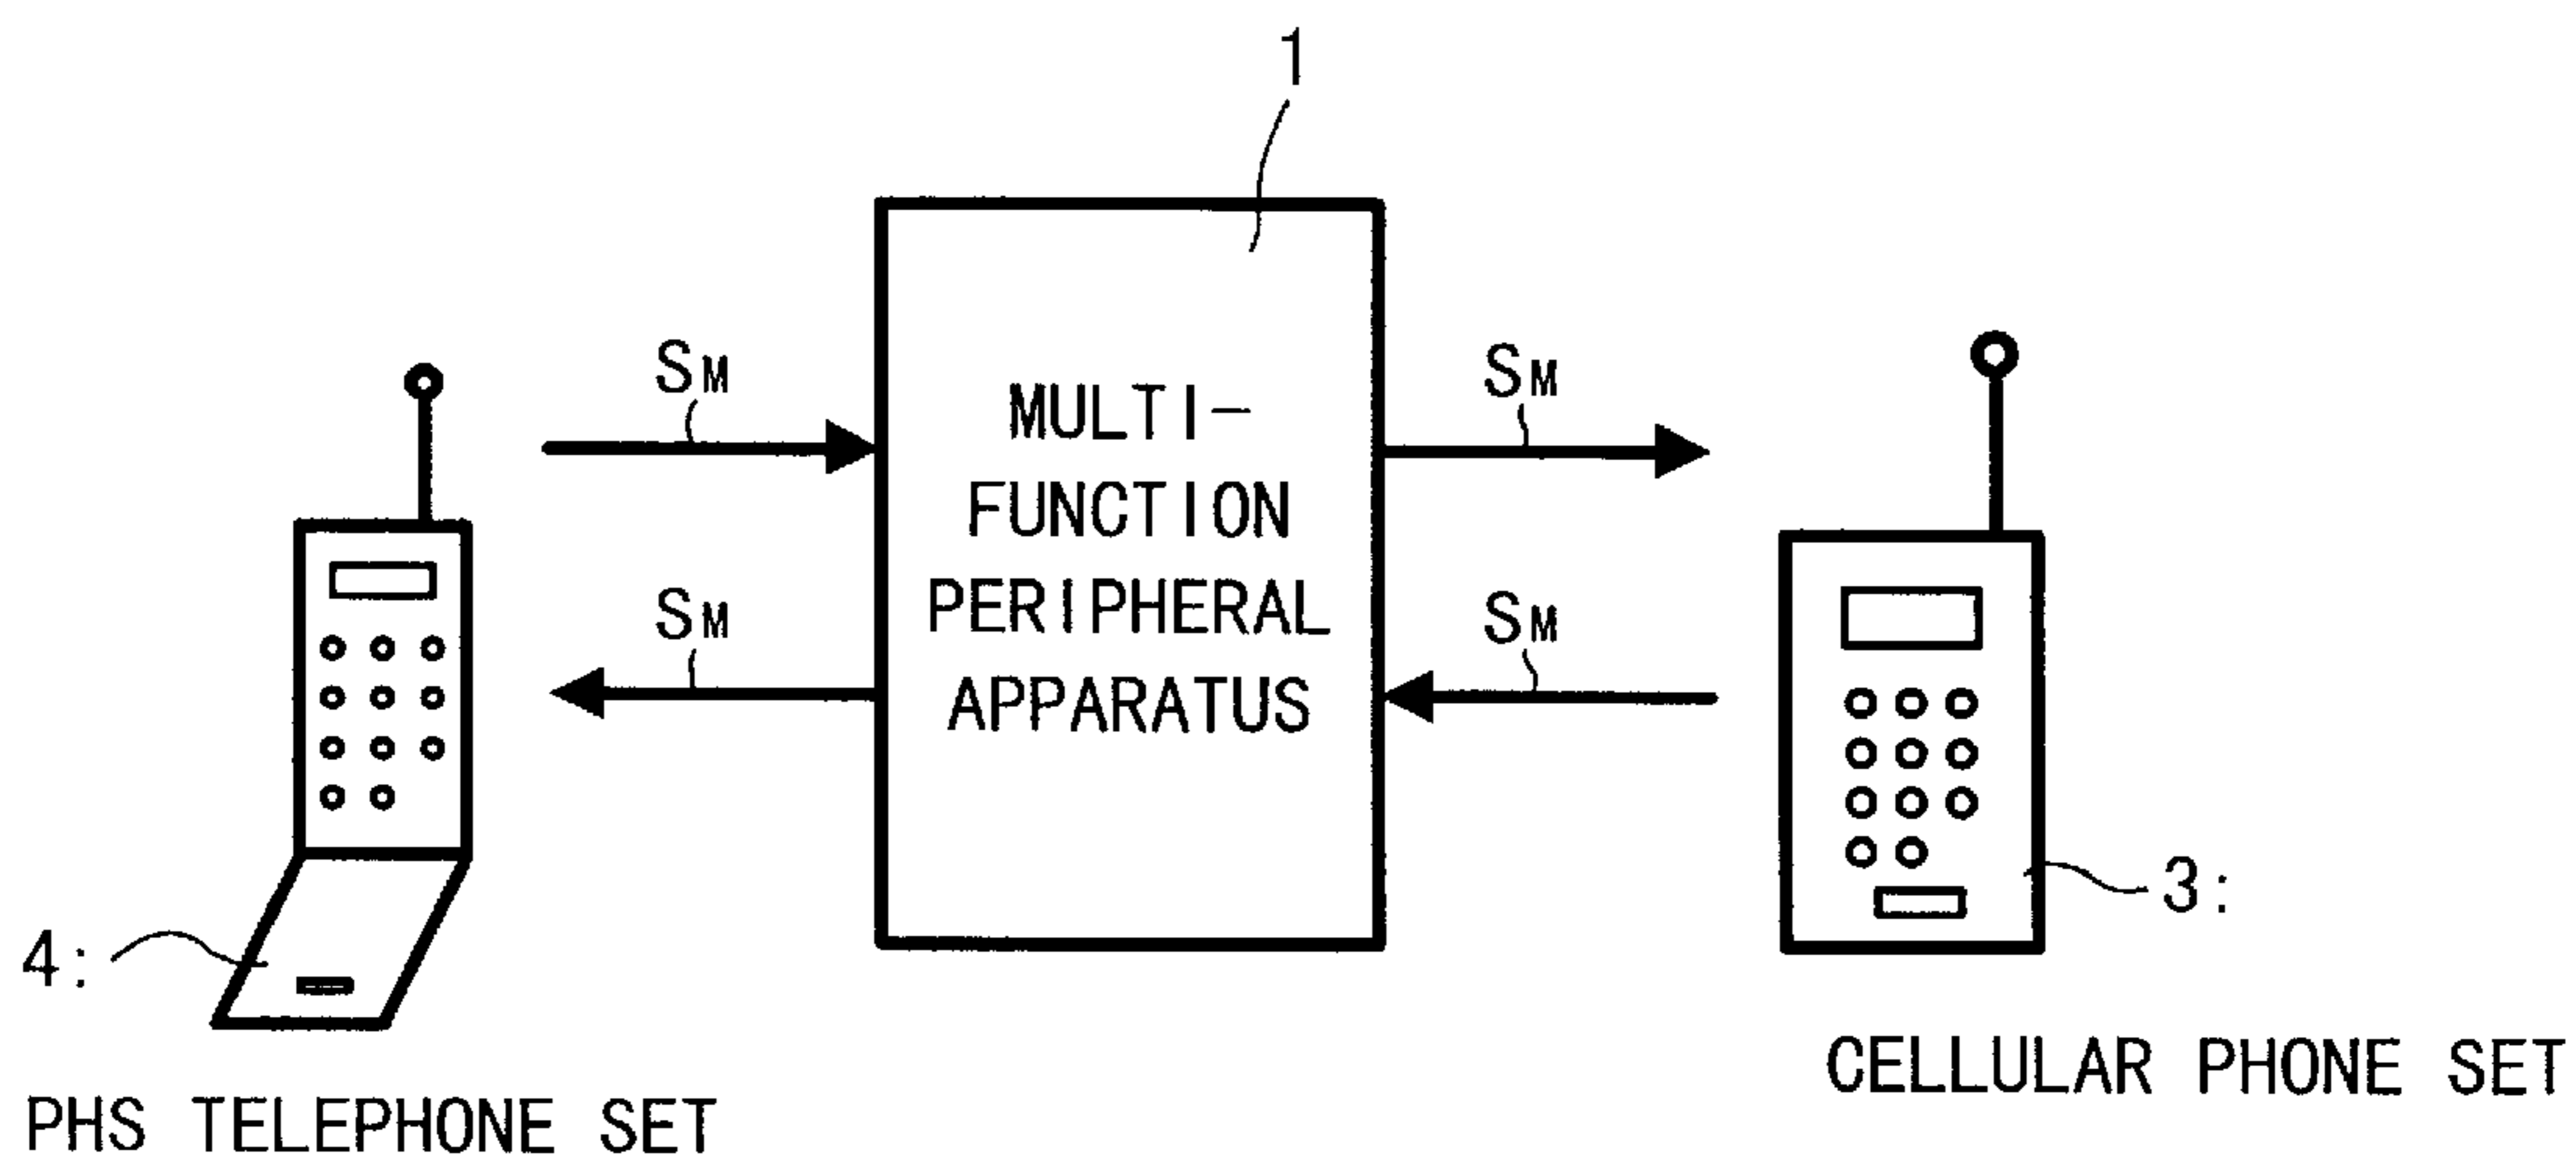 1
SM
SM
MULTI-
FUNCTION
PERIPHERAL
APPARATUS
SM
SM
4:
3:
CELLULAR PHONE SET
PHS TELEPHONE SET